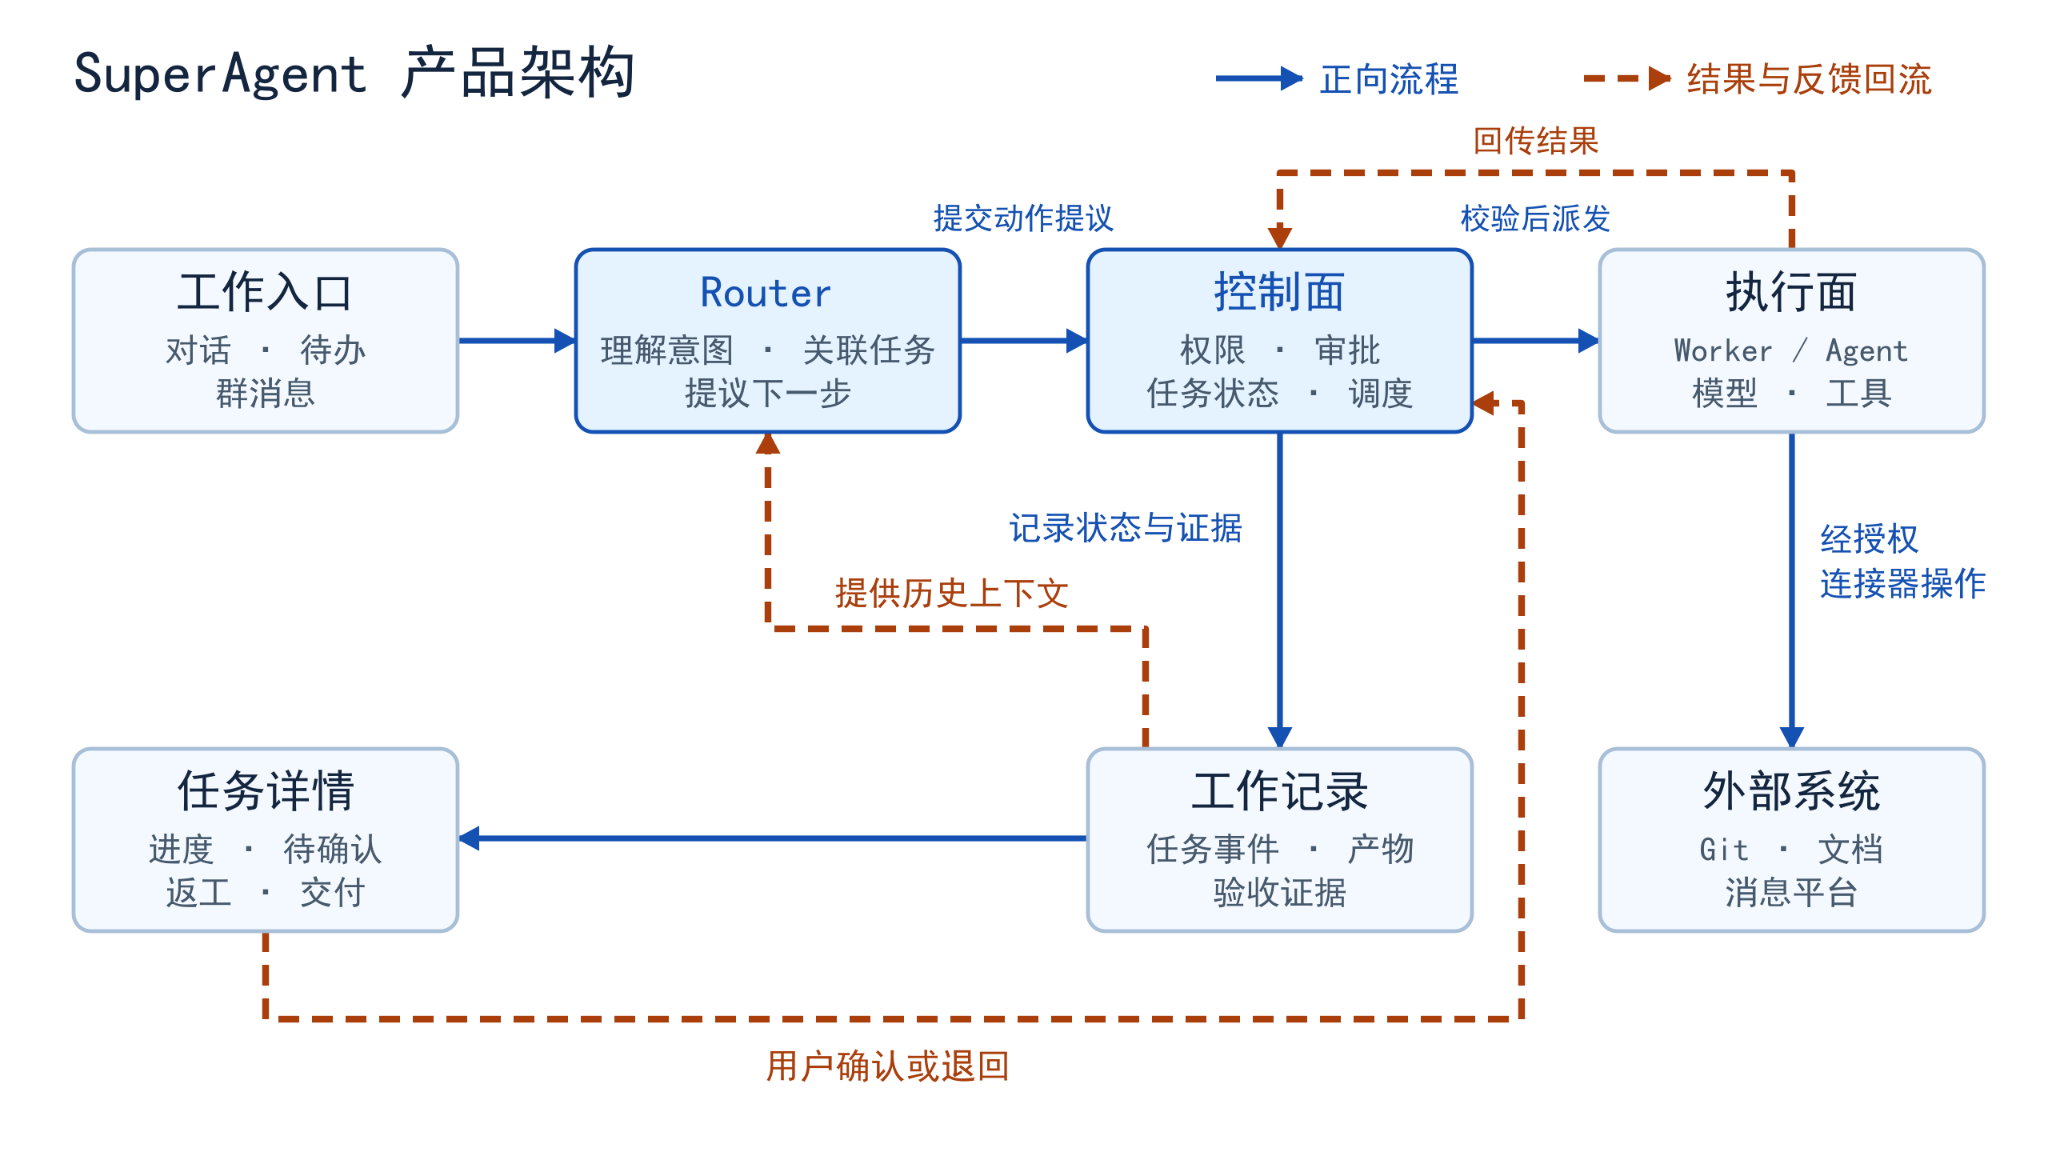 SuperAgent 产品架构
正向流程
结果与反馈回流
回传结果
提交动作提议
校验后派发
工作入口
对话 · 待办
群消息
Router
理解意图 · 关联任务
提议下一步
控制面
权限 · 审批
任务状态 · 调度
执行面
Worker / Agent
模型 · 工具
记录状态与证据
经授权
连接器操作
提供历史上下文
任务详情
进度 · 待确认
返工 · 交付
工作记录
任务事件 · 产物
验收证据
外部系统
Git · 文档
消息平台
用户确认或退回